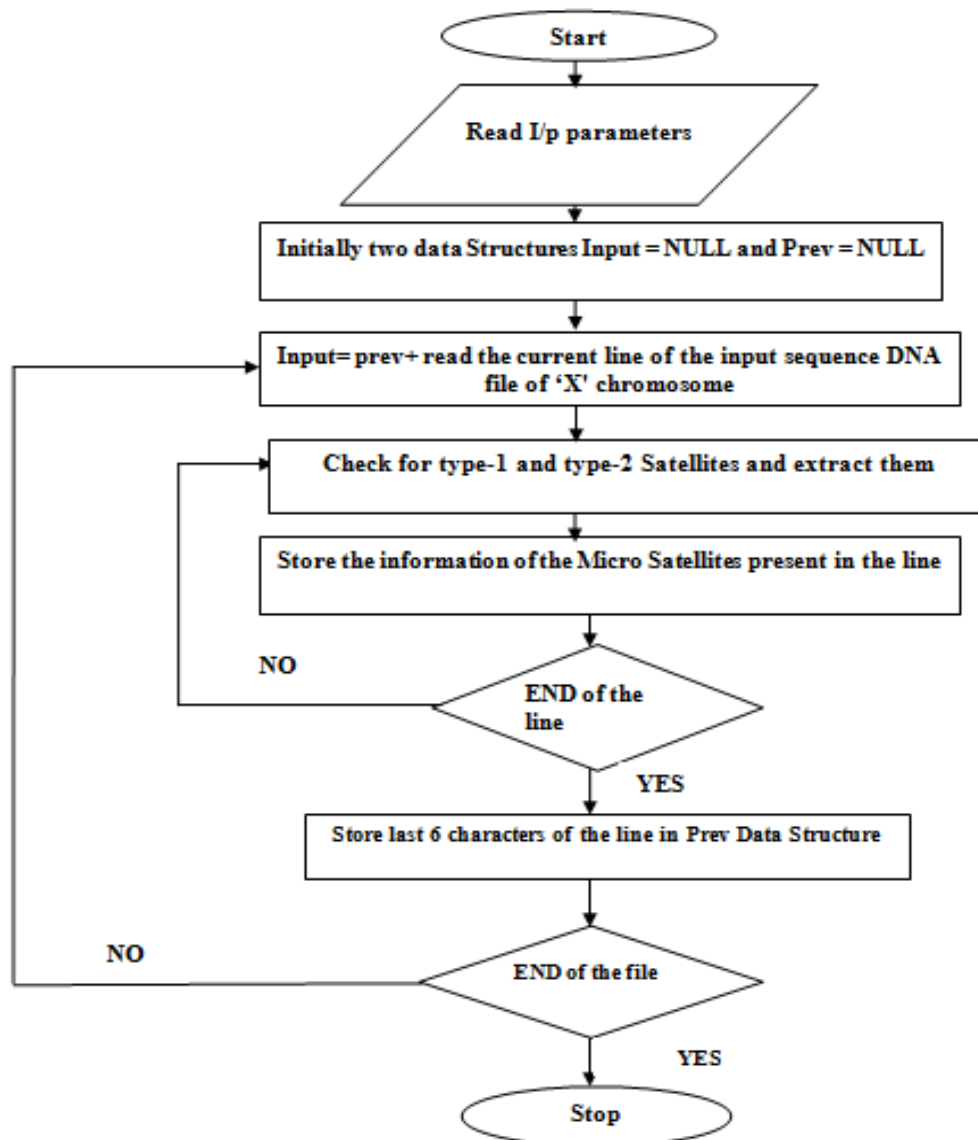 Start
Read I/p parameters
Initially two data Structures Input = NULL and Prev = NULL
Input= prev+ read the current line of the input sequence DNA
file of ‘X' chromosome
Check for type-1 and type-2 Satellites and extract them
Store the information of the Micro Satellites present in the line
NO
END of the
line
YES
Store last 6 characters of the line in Prev Data Structure
NO
END of the file
YES
Stop